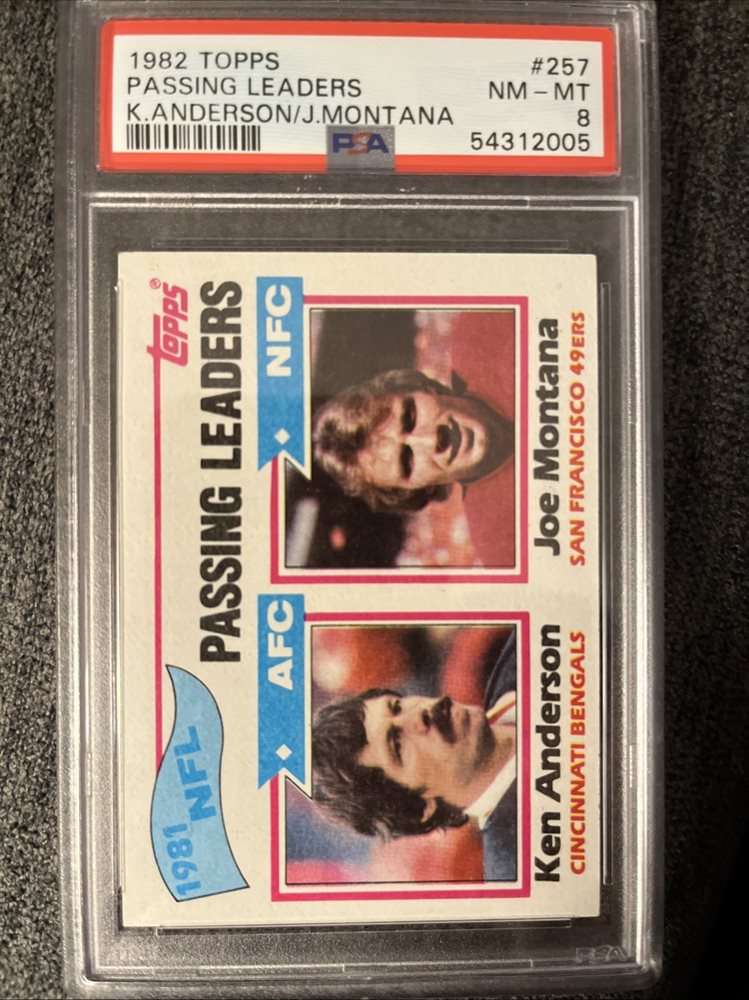 1982 TOPPS #257
PASSING LEADERS NM - MT
K.ANDERSON/J.MONTANA 8
PSA 54312005
topps®
1981 NFL
PASSING LEADERS
AFC
NFC
Ken Anderson
CINCINNATI BENGALS
Joe Montana
SAN FRANCISCO 49ERS
PSA